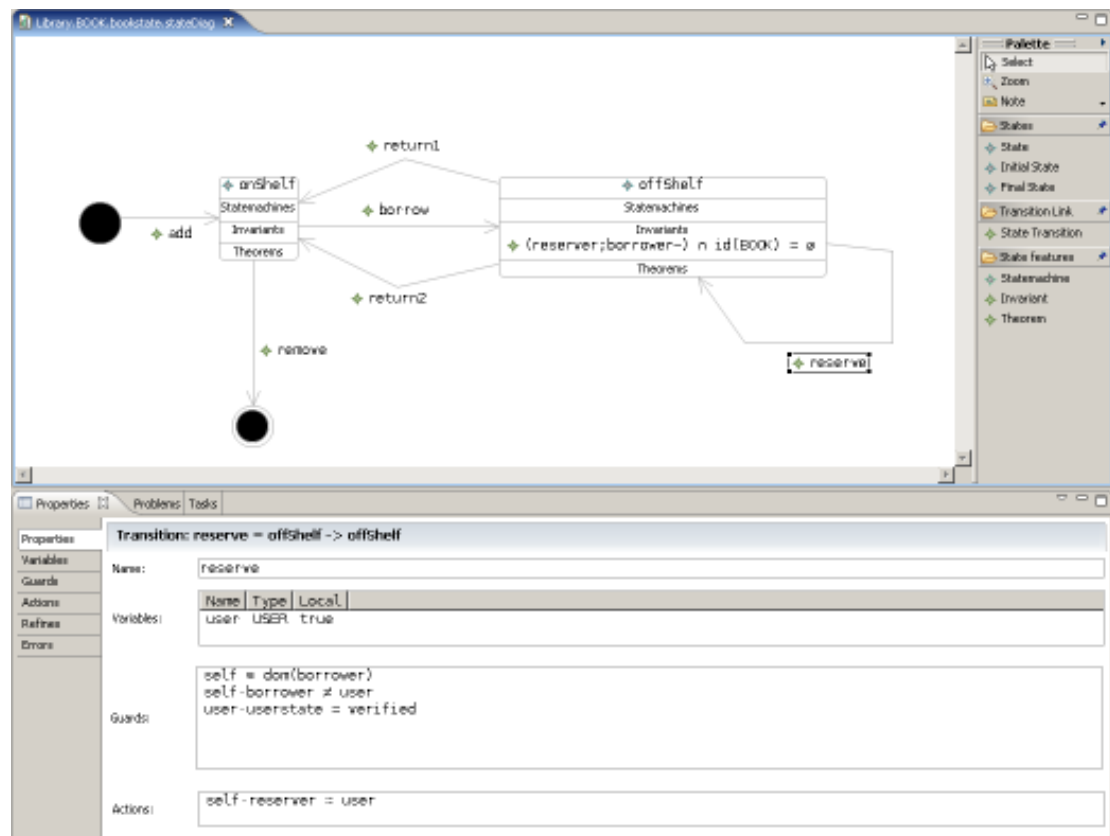 Library.BOOK.bookstate.stateDiag
Palette
Select
Zoom
Note
States
State
Initial State
Final State
Transition Link
State Transition
State features
Statemachine
Invariant
Theorem
return1
onShelf
Statemachines
Invariants
Theorems
add
borrow
offShelf
Statemachines
Invariants
(reserver;borrower~) ∩ id(BOOK) = ∅
Theorems
return2
remove
reserve
Properties
Problems
Tasks
Properties
Variables
Guards
Actions
Refines
Errors
Transition: reserve = offShelf -> offShelf
Name:
reserve
Variables:
Name Type Local
user USER true
Guards:
self ∈ dom(borrower)
self·borrower ≠ user
user·userstate = verified
Actions:
self·reserver = user